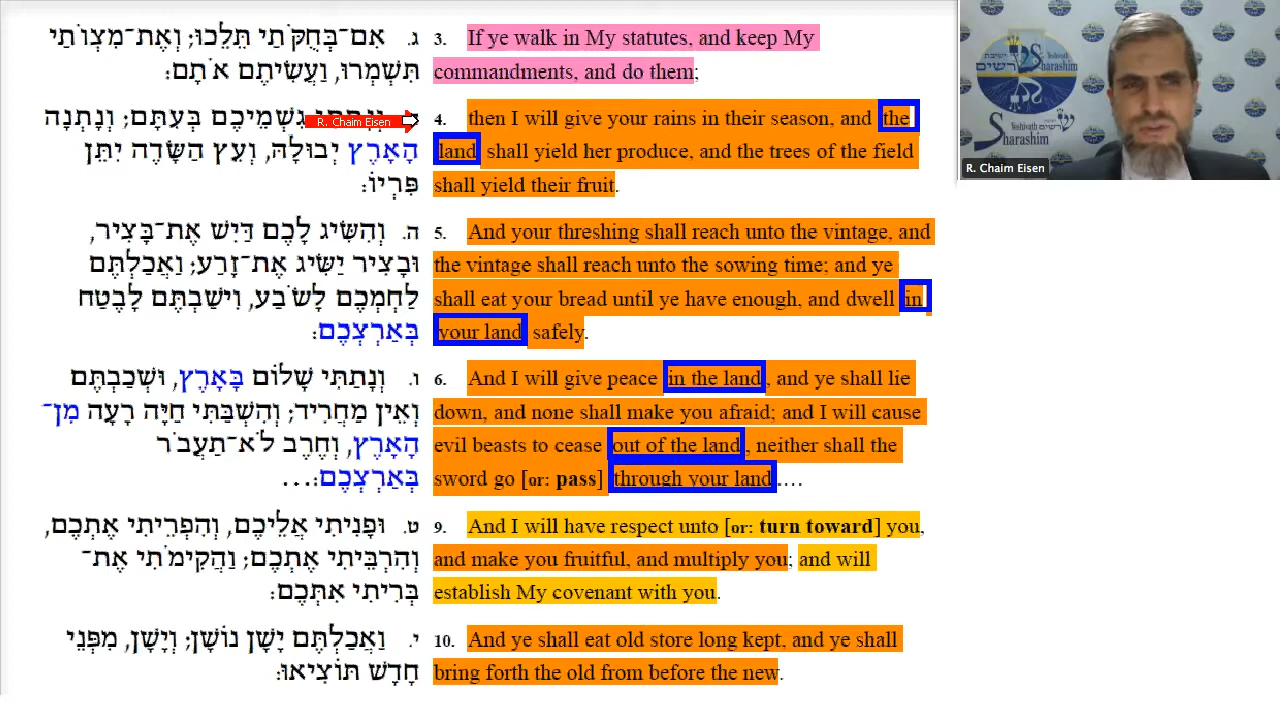 ג. אִם־בְּחֻקֹּתַי תֵּלֵכוּ; וְאֶת־מִצְוֹתַי
תִּשְׁמְרוּ, וַעֲשִׂיתֶם אֹתָם:
גִשְׁמֵיכֶם בְּעִתָּם; וְנָתְנָה
הָאָרֶץ יְבוּלָהּ, וְעֵץ הַשָּׂדֶה יִתֵּן
פִּרְיוֹ:
ה. וְהִשִּׂיג לָכֶם דַּיִשׁ אֶת־בָּצִיר,
וּבָצִיר יַשִּׂיג אֶת־זָרַע; וַאֲכַלְתֶּם
לַחְמְכֶם לָשֹׂבַע, וִישַׁבְתֶּם לָבֶטַח
בְּאַרְצְכֶם:
ו. וְנָתַתִּי שָׁלוֹם בָּאָרֶץ, וּשְׁכַבְתֶּם
וְאֵין מַחֲרִיד; וְהִשְׁבַּתִּי חַיָּה רָעָה מִן־
הָאָרֶץ, וְחֶרֶב לֹא־תַעֲבֹר
בְּאַרְצְכֶם:...
ט. וּפָנִיתִי אֲלֵיכֶם, וְהִפְרֵיתִי אֶתְכֶם,
וְהִרְבֵּיתִי אֶתְכֶם; וַהֲקִימֹתִי אֶת־
בְּרִיתִי אִתְּכֶם:
י. וַאֲכַלְתֶּם יָשָׁן נוֹשָׁן; וְיָשָׁן, מִפְּנֵי
חָדָשׁ תּוֹצִיאוּ:
R. Chaim Eisen
3. If ye walk in My statutes, and keep My
commandments, and do them;
4. then I will give your rains in their season, and the
land shall yield her produce, and the trees of the field
shall yield their fruit.
5. And your threshing shall reach unto the vintage, and
the vintage shall reach unto the sowing time; and ye
shall eat your bread until ye have enough, and dwell in
your land safely.
6. And I will give peace in the land, and ye shall lie
down, and none shall make you afraid; and I will cause
evil beasts to cease out of the land, neither shall the
sword go [or: pass] through your land....
9. And I will have respect unto [or: turn toward] you,
and make you fruitful, and multiply you; and will
establish My covenant with you.
10. And ye shall eat old store long kept, and ye shall
bring forth the old from before the new.
Yeshivath
Sharashim
Yeshivath שרשים
Sharashim
R. Chaim Eisen